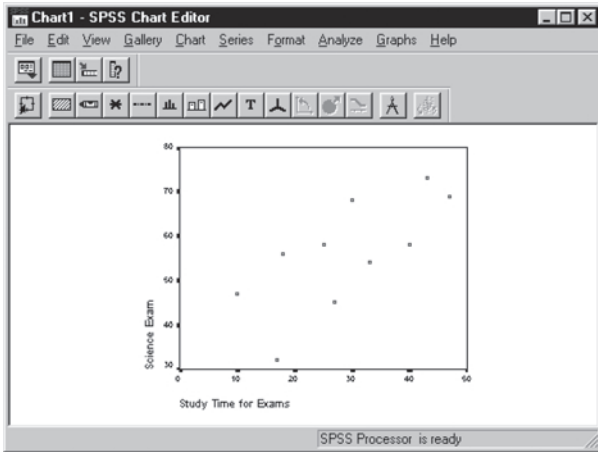 Chart1 - SPSS Chart Editor
File Edit View Gallery Chart Series Format Analyze Graphs Help
T
80
70
60
50
40
30
Science Exam
0 10 20 30 40 50
Study Time for Exams
SPSS Processor is ready